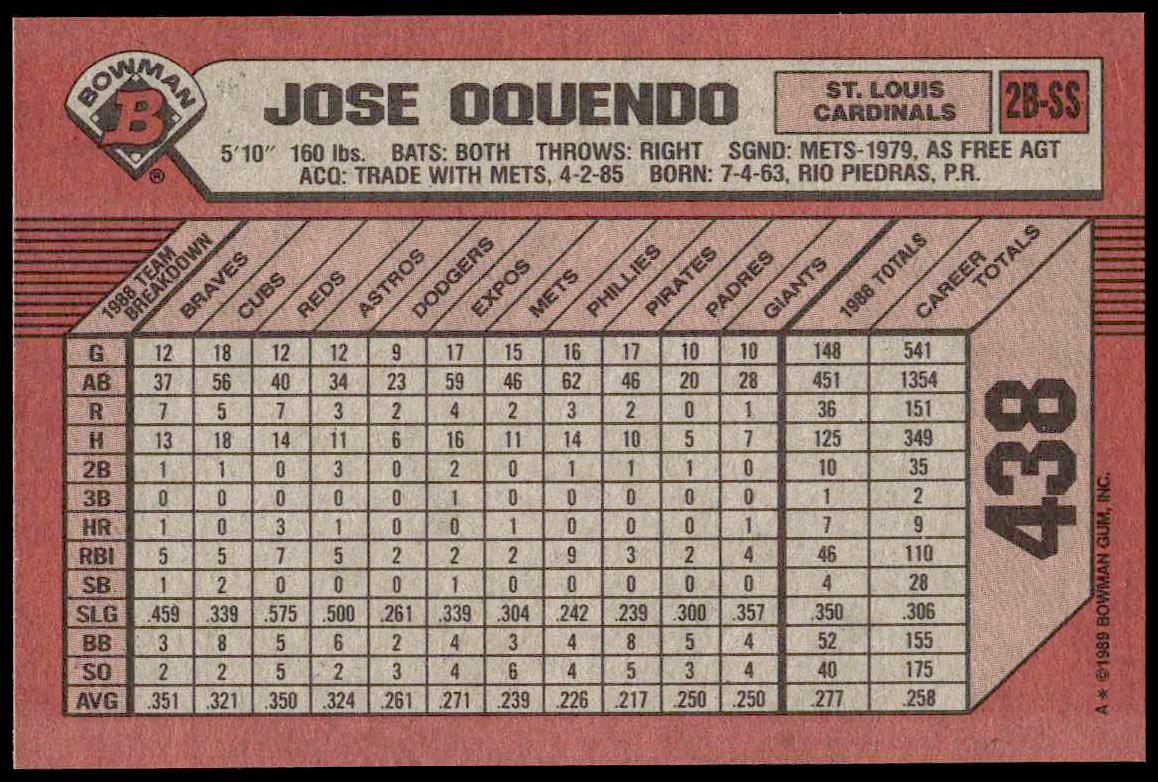 BOWMAN
B
®
JOSE OQUENDO
ST. LOUIS
CARDINALS
2B-SS
5'10" 160 lbs. BATS: BOTH THROWS: RIGHT SGND: METS-1979, AS FREE AGT
ACQ: TRADE WITH METS, 4-2-85 BORN: 7-4-63, RIO PIEDRAS, P.R.
1988 TEAM BREAKDOWN BRAVES CUBS REDS ASTROS DODGERS EXPOS METS PHILLIES PIRATES PADRES GIANTS 1988 TOTALS CAREER TOTALS
G 12 18 12 12 9 17 15 16 17 10 10 148 541
AB 37 56 40 34 23 59 46 62 46 20 28 451 1354
R 7 5 7 3 2 4 2 3 2 0 1 36 151
H 13 18 14 11 6 16 11 14 10 5 7 125 349
2B 1 1 0 3 0 2 0 1 1 1 0 10 35
3B 0 0 0 0 0 1 0 0 0 0 0 1 2
HR 1 0 3 1 0 0 1 0 0 0 1 7 9
RBI 5 5 7 5 2 2 2 9 3 2 4 46 110
SB 1 2 0 0 0 1 0 0 0 0 0 4 28
SLG .459 .339 .575 .500 .261 .339 .304 .242 .239 .300 .357 .350 .306
BB 3 8 5 6 2 4 3 4 8 5 4 52 155
SO 2 2 5 2 3 4 6 4 5 3 4 40 175
AVG .351 .321 .350 .324 .261 .271 .239 .226 .217 .250 .250 .277 .258
438
A * ©1989 BOWMAN GUM, INC.